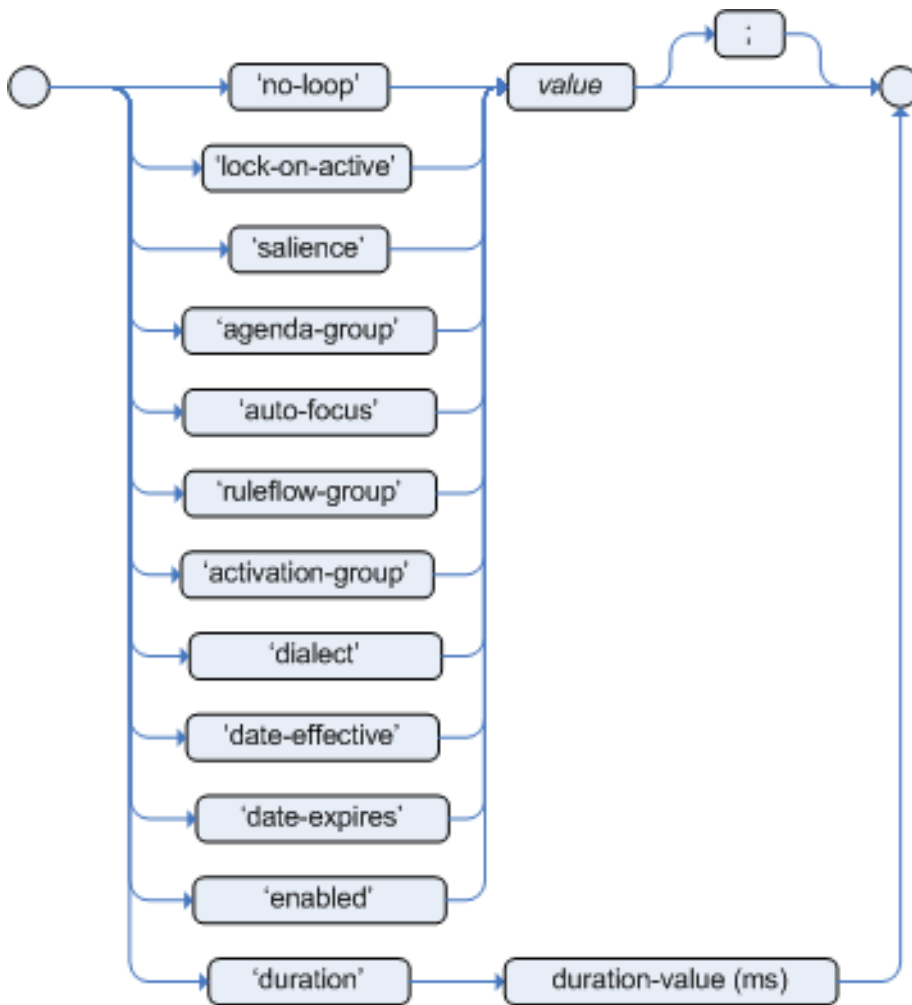 ;
‘no-loop’ value
‘lock-on-active’
‘salience’
‘agenda-group’
‘auto-focus’
‘ruleflow-group’
‘activation-group’
‘dialect’
‘date-effective’
‘date-expires’
‘enabled’
‘duration’ duration-value (ms)